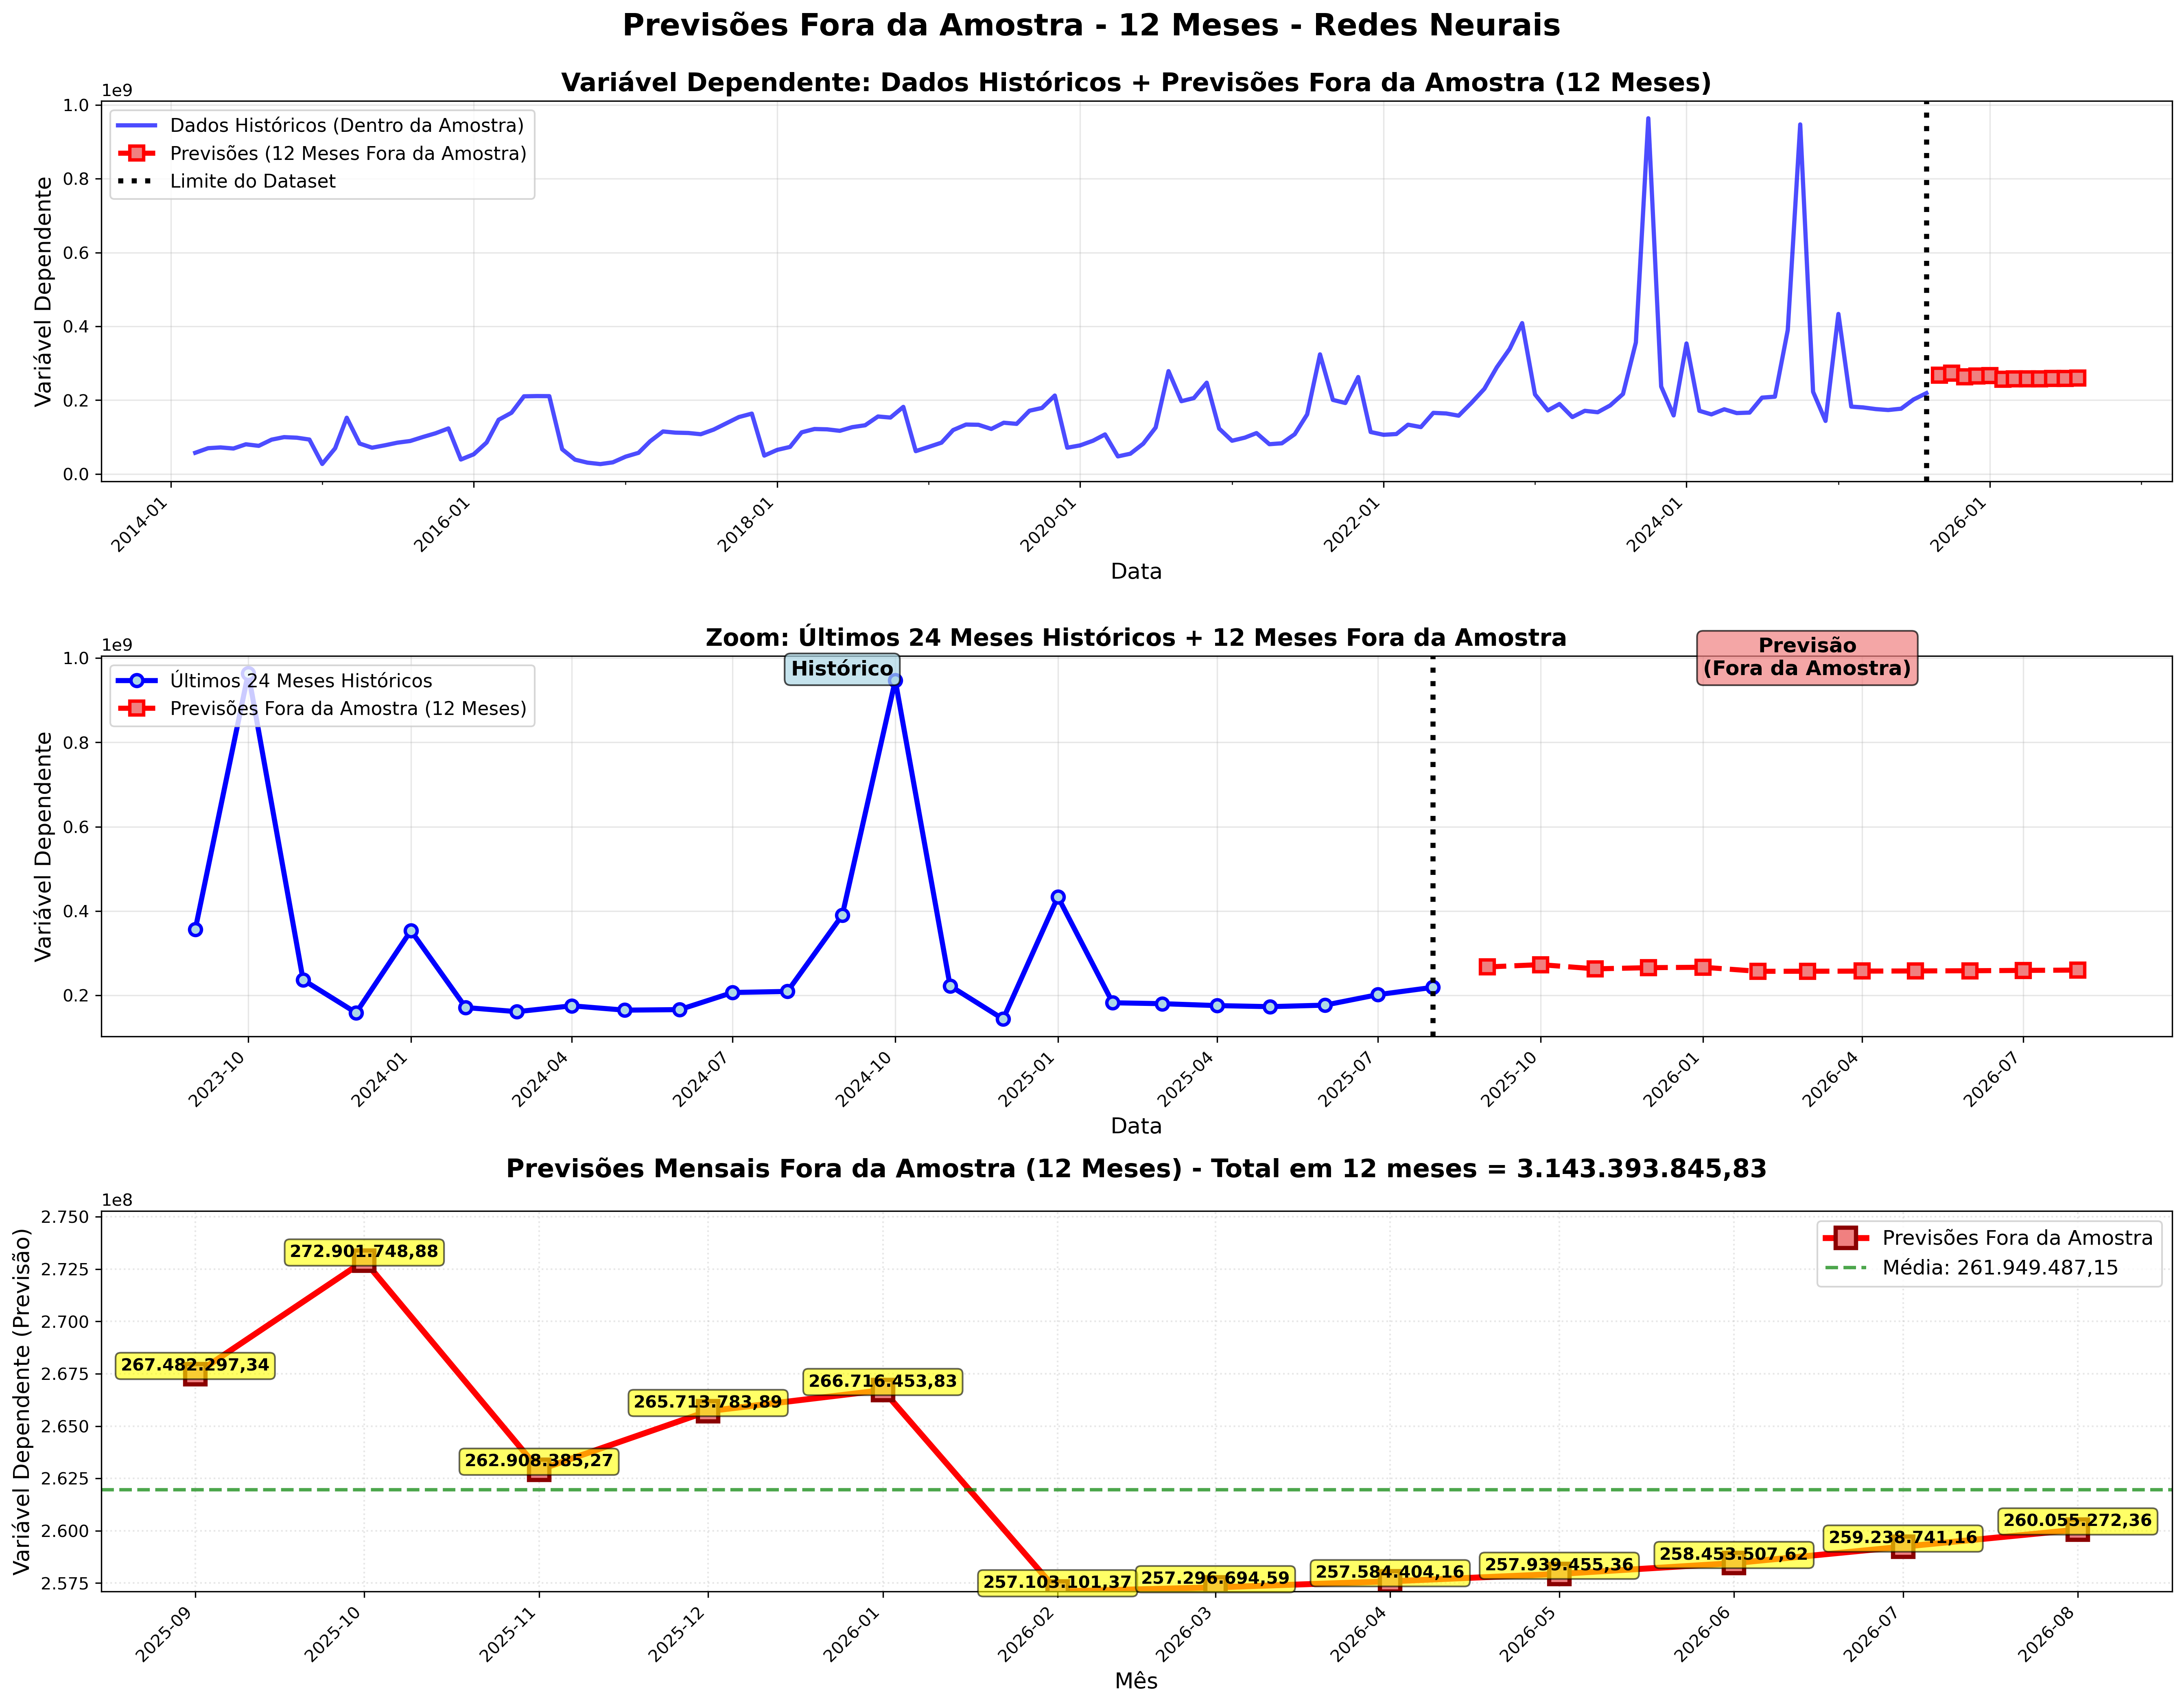 Previsões Fora da Amostra - 12 Meses - Redes Neurais
Variável Dependente: Dados Históricos + Previsões Fora da Amostra (12 Meses)
1e9
Dados Históricos (Dentro da Amostra)
Previsões (12 Meses Fora da Amostra)
Limite do Dataset
Variável Dependente
1.0
0.8
0.6
0.4
0.2
0.0
2014-01
2016-01
2018-01
2020-01
2022-01
2024-01
2026-01
Data
Zoom: Últimos 24 Meses Históricos + 12 Meses Fora da Amostra
1e9
Últimos 24 Meses Históricos
Previsões Fora da Amostra (12 Meses)
Histórico
Previsão
(Fora da Amostra)
Variável Dependente
1.0
0.8
0.6
0.4
0.2
2023-10
2024-01
2024-04
2024-07
2024-10
2025-01
2025-04
2025-07
2025-10
2026-01
2026-04
2026-07
Data
Previsões Mensais Fora da Amostra (12 Meses) - Total em 12 meses = 3.143.393.845,83
1e8
Previsões Fora da Amostra
Média: 261.949.487,15
Variável Dependente (Previsão)
2.750
2.725
2.700
2.675
2.650
2.625
2.600
2.575
267.482.297,34
272.901.748,88
262.908.385,27
265.713.783,89
266.716.453,83
257.103.101,37
257.296.694,59
257.584.404,16
257.939.455,36
258.453.507,62
259.238.741,16
260.055.272,36
2025-09
2025-10
2025-11
2025-12
2026-01
2026-02
2026-03
2026-04
2026-05
2026-06
2026-07
2026-08
Mês